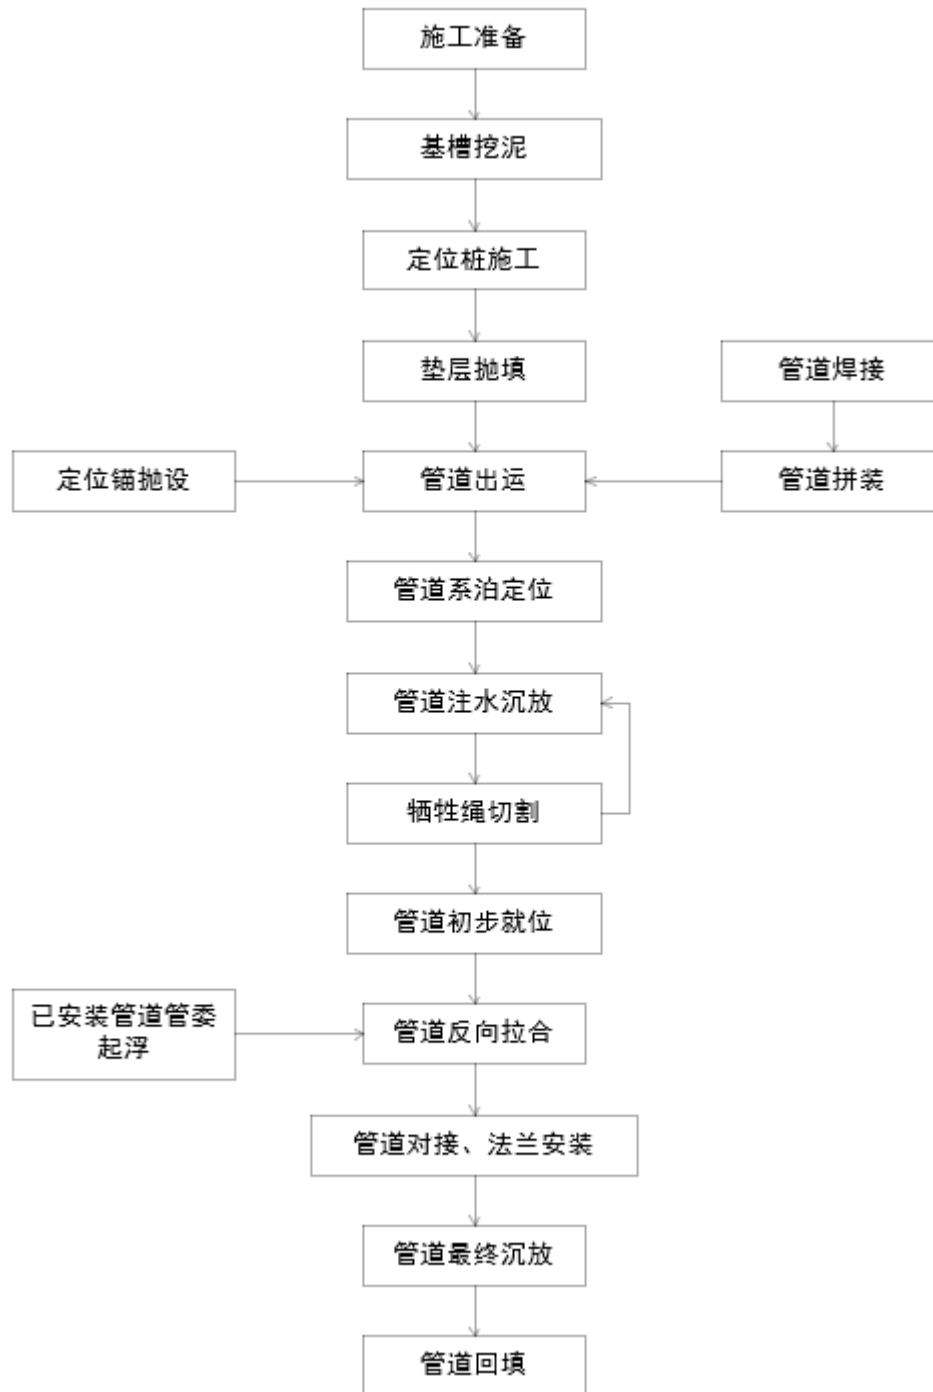 施工准备
基槽挖泥
定位桩施工
垫层抛填
管道焊接
定位锚抛设
管道出运
管道拼装
管道系泊定位
管道注水沉放
牺牲绳切割
管道初步就位
已安装管道管委
起浮
管道反向拉合
管道对接、法兰安装
管道最终沉放
管道回填